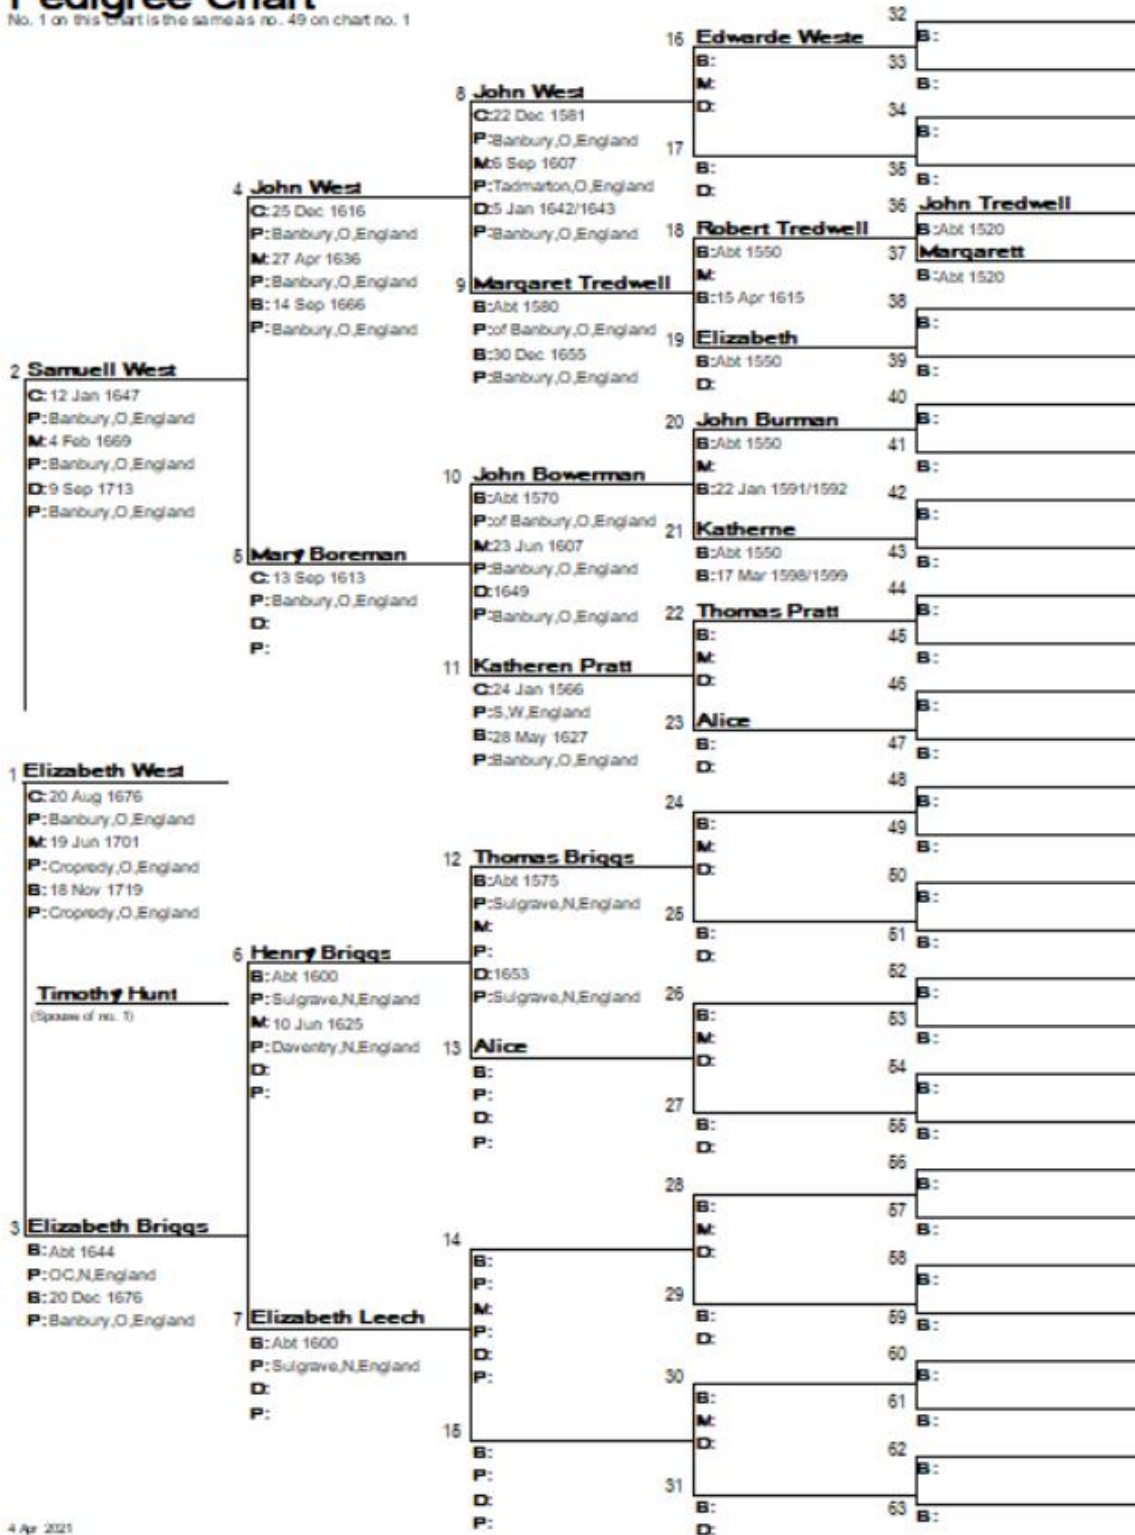 Pedigree Chart
No. 1 on this chart is the same as no. 49 on chart no. 1
2 Samuell West
C: 12 Jan 1647
P: Banbury,O,England
M: 4 Feb 1669
P: Banbury,O,England
D: 9 Sep 1713
P: Banbury,O,England
1 Elizabeth West
C: 20 Aug 1676
P: Banbury,O,England
M: 19 Jun 1701
P: Cropredy,O,England
B: 18 Nov 1719
P: Cropredy,O,England
Timothy Hunt
(Spouse of no. 1)
3 Elizabeth Briggs
B: Abt 1644
P: OC,N,England
B: 20 Dec 1676
P: Banbury,O,England
4 John West
C: 25 Dec 1616
P: Banbury,O,England
M: 27 Apr 1636
P: Banbury,O,England
B: 14 Sep 1666
P: Banbury,O,England
5 Mary Boreman
C: 13 Sep 1613
P: Banbury,O,England
D:
P:
6 Henry Briggs
B: Abt 1600
P: Sulgrave,N,England
M: 10 Jun 1625
P: Daventry,N,England
D:
P:
7 Elizabeth Leech
B: Abt 1600
P: Sulgrave,N,England
D:
P:
8 John West
C: 22 Dec 1581
P: Banbury,O,England
M: 6 Sep 1607
P: Tadmarton,O,England
D: 5 Jan 1642/1643
P: Banbury,O,England
9 Margaret Tredwell
B: Abt 1580
P: of Banbury,O,England
B: 30 Dec 1655
P: Banbury,O,England
10 John Bowerman
B: Abt 1570
P: of Banbury,O,England
M: 23 Jun 1607
P: Banbury,O,England
D: 1649
P: Banbury,O,England
11 Katheren Pratt
C: 24 Jan 1566
P: S,W,England
B: 28 May 1627
P: Banbury,O,England
12 Thomas Briggs
B: Abt 1575
P: Sulgrave,N,England
M:
P:
D: 1653
P: Sulgrave,N,England
13 Alice
B:
P:
D:
P:
14
B:
P:
M:
P:
D:
P:
15
B:
P:
D:
P:
16 Edwarde Weste
B:
M:
D:
17
B:
D:
18 Robert Tredwell
B: Abt 1550
M:
B: 15 Apr 1615
19 Elizabeth
B: Abt 1550
D:
20 John Burman
B: Abt 1550
M:
B: 22 Jan 1591/1592
21 Katherne
B: Abt 1550
B: 17 Mar 1598/1599
22 Thomas Pratt
B:
M:
D:
23 Alice
B:
D:
24
B:
M:
D:
25
B:
D:
26
B:
M:
D:
27
B:
D:
28
B:
M:
D:
29
B:
D:
30
B:
M:
D:
31
B:
D:
32
B:
33
B:
34
B:
35
B:
36 John Tredwell
B: Abt 1520
37 Margarett
B: Abt 1520
38
B:
39
B:
40
B:
41
B:
42
B:
43
B:
44
B:
45
B:
46
B:
47
B:
48
B:
49
B:
50
B:
51
B:
52
B:
53
B:
54
B:
55
B:
56
B:
57
B:
58
B:
59
B:
60
B:
61
B:
62
B:
63
B:
4 Apr 2021